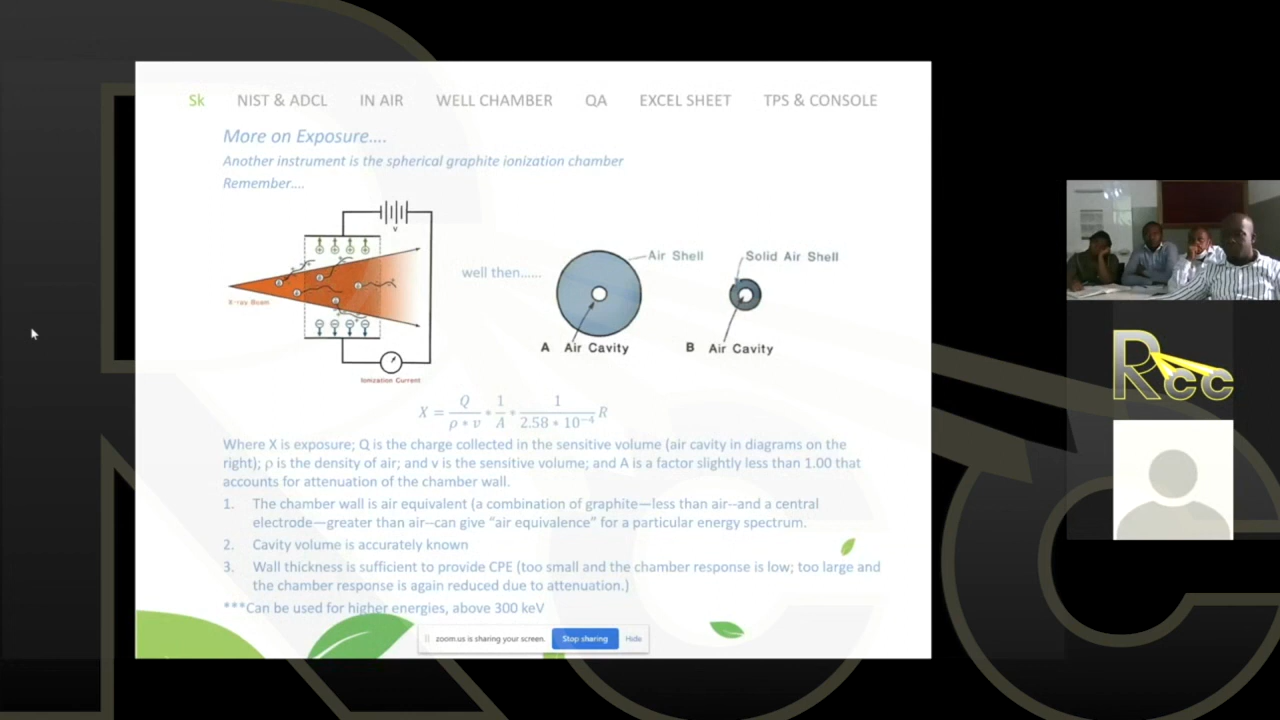 Sk NIST & ADCL IN AIR WELL CHAMBER QA EXCEL SHEET TPS & CONSOLE
More on Exposure....
Another instrument is the spherical graphite ionization chamber
Remember....
V
X-ray Beam
Ionization Current
well then......
Air Shell
Solid Air Shell
A Air Cavity
B Air Cavity
X = Q / ρ * v * 1 / A * 1 / 2.58 * 10⁻⁴ R
Where X is exposure; Q is the charge collected in the sensitive volume (air cavity in diagrams on the
right); ρ is the density of air; and v is the sensitive volume; and A is a factor slightly less than 1.00 that
accounts for attenuation of the chamber wall.
1. The chamber wall is air equivalent (a combination of graphite—less than air--and a central
electrode—greater than air--can give “air equivalence” for a particular energy spectrum.
2. Cavity volume is accurately known
3. Wall thickness is sufficient to provide CPE (too small and the chamber response is low; too large and
the chamber response is again reduced due to attenuation.)
***Can be used for higher energies, above 300 keV
zoom.us is sharing your screen. Stop sharing Hide
Rcc